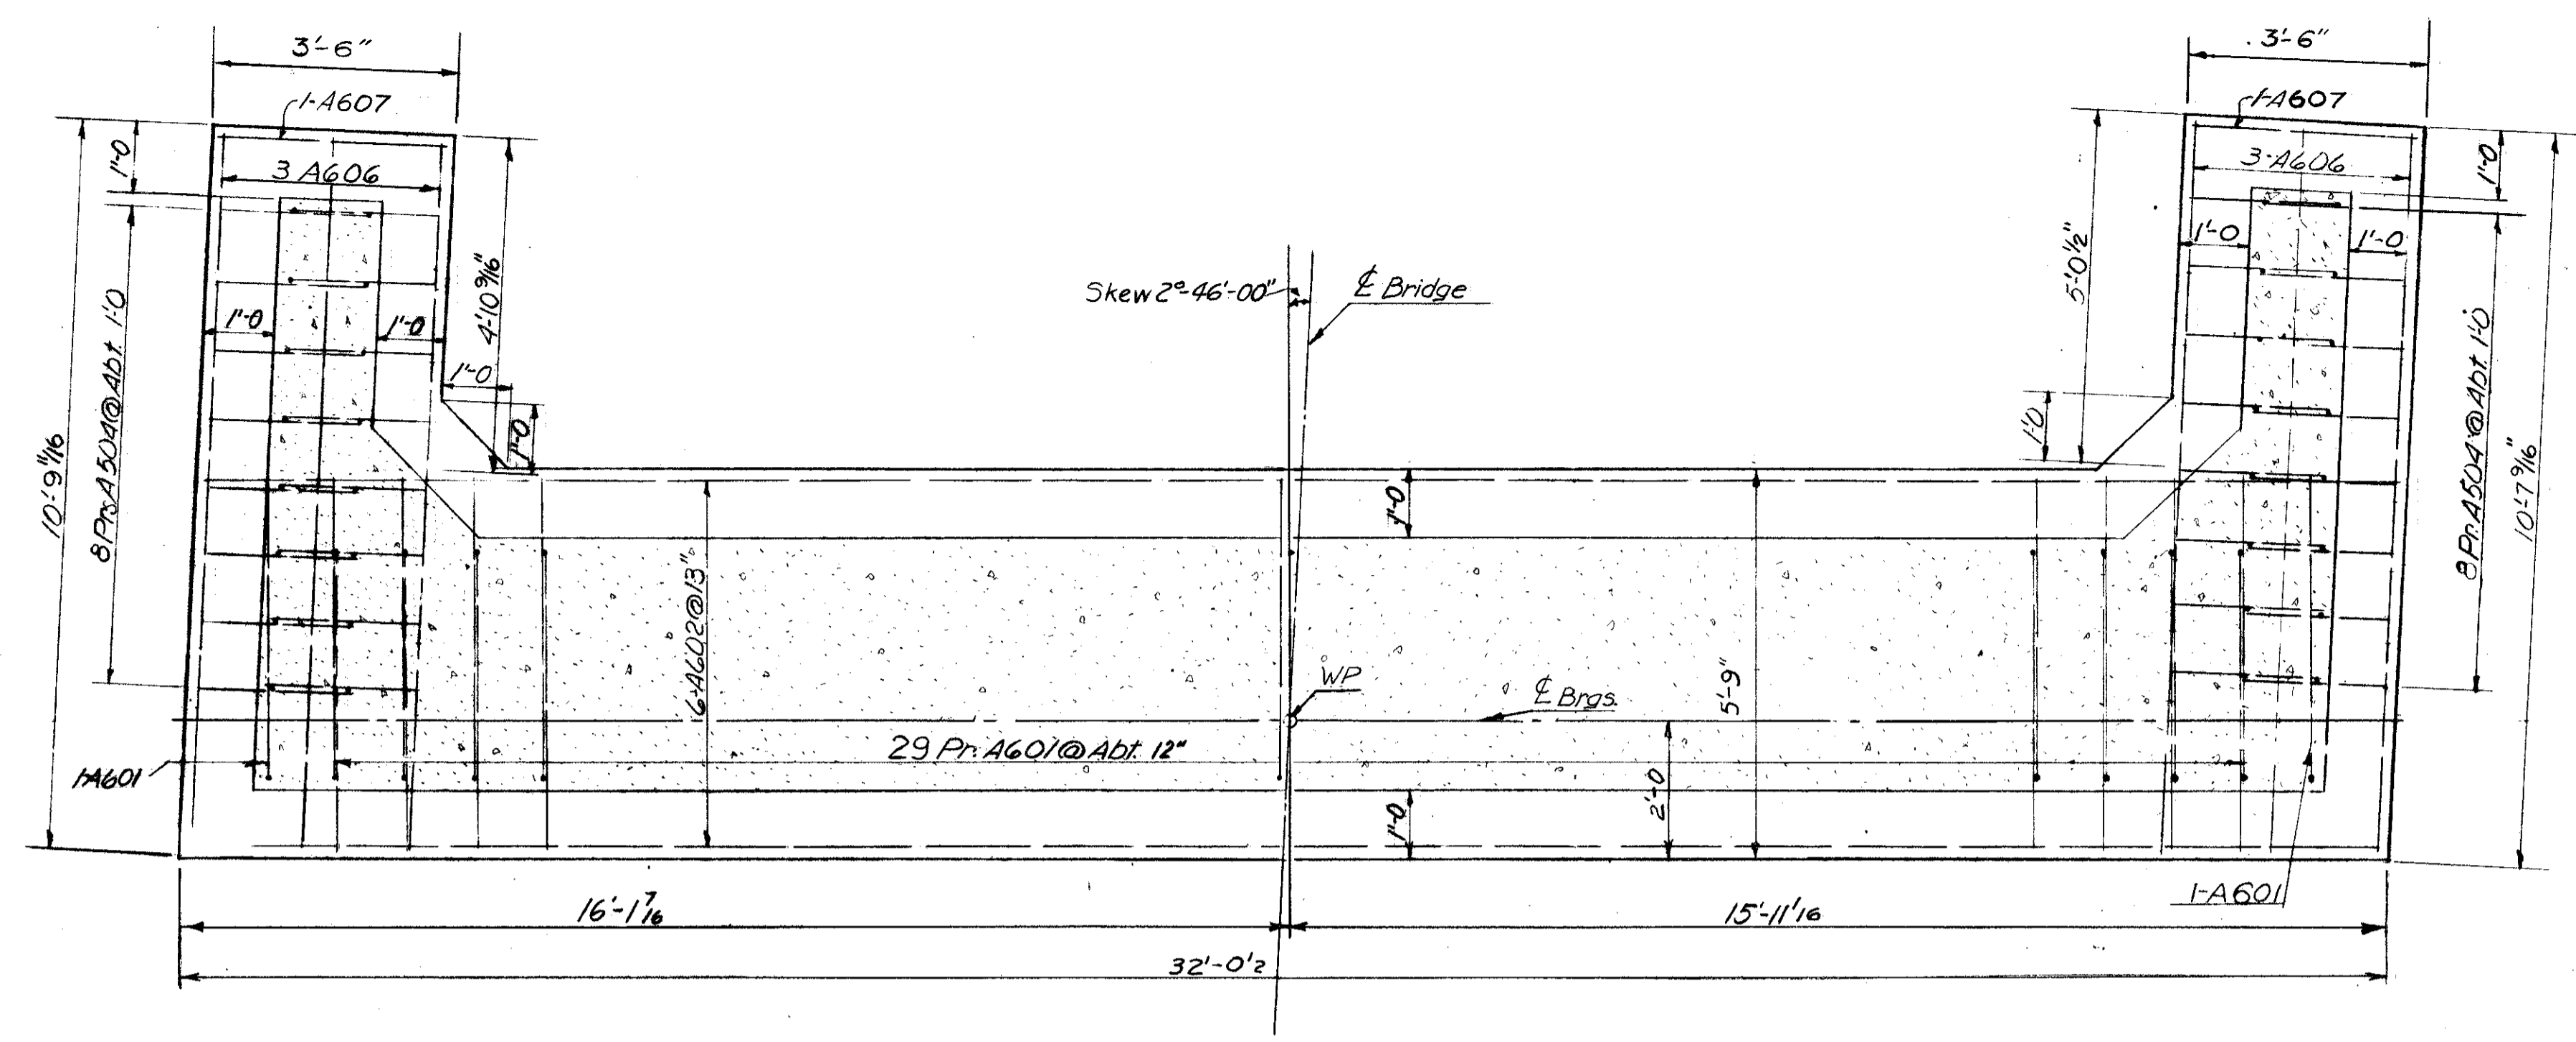 3'-6"
.3'-6"
1-A607
1-A607
1'-0
3 A606
3-A606
1'-0
1'-0
1'-0
5'-0½"
Skew 2°-46'-00"
℄ Bridge
4'-10 9/16"
1'-0
1'-0
8 Prs A504@Abt. 1'-0
8 Pr. A504@Abt. 1'-0
1'-0
1'-0
1'-0
10'-9 11/16
10'-7 9/16"
1'-0
6-A602@13"
5'-9"
WP
℄ Brgs.
29 Pr. A601@Abt. 12"
1-A601
2'-0
1'-0
1-A601
16'-1 7/16
15'-11 1/16
32'-0 ½